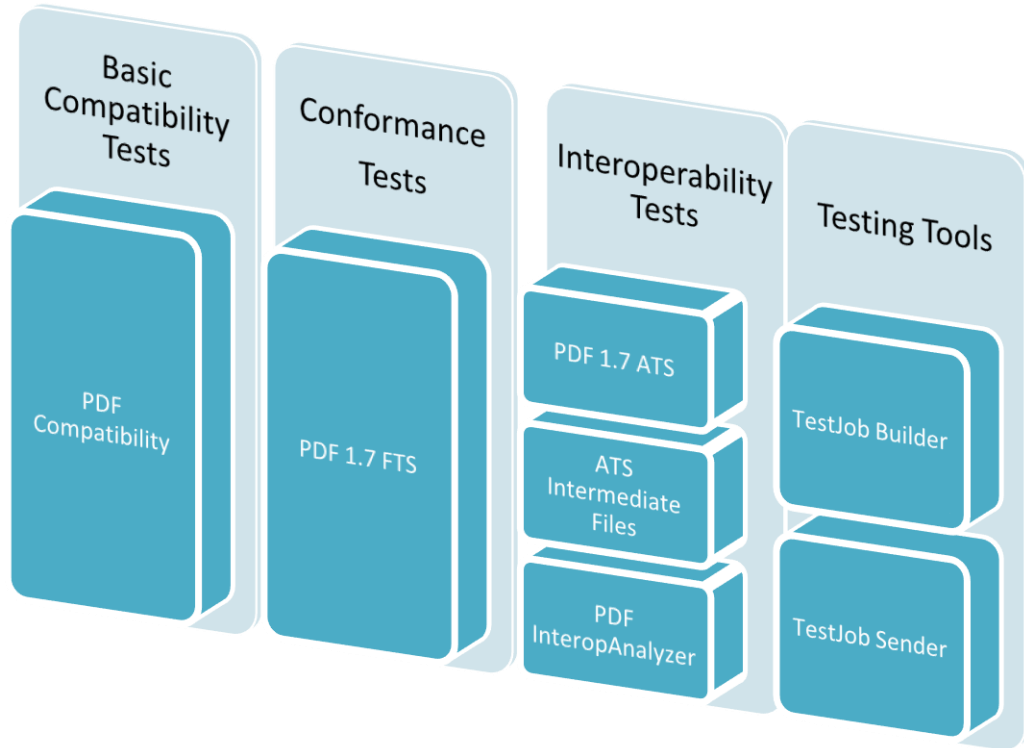 Basic
Compatibility
Tests
PDF
Compatibility
Conformance
Tests
PDF 1.7 FTS
Interoperability
Tests
PDF 1.7 ATS
ATS
Intermediate
Files
PDF
InteropAnalyzer
Testing Tools
TestJob Builder
TestJob Sender